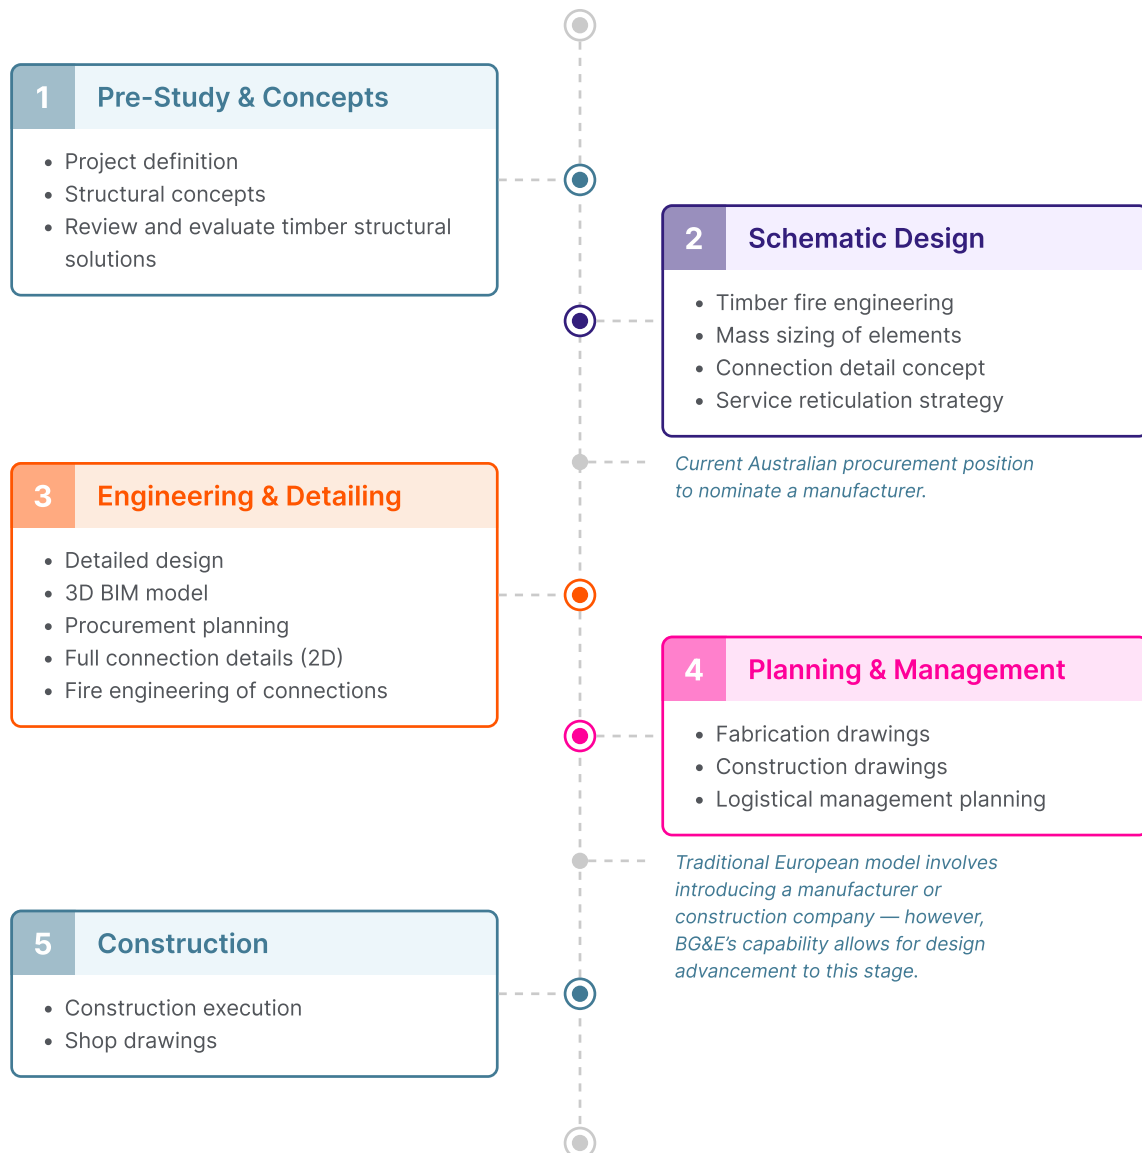 1
Pre-Study & Concepts
• Project definition
• Structural concepts
• Review and evaluate timber structural
solutions
2
Schematic Design
• Timber fire engineering
• Mass sizing of elements
• Connection detail concept
• Service reticulation strategy
Current Australian procurement position
to nominate a manufacturer.
3
Engineering & Detailing
• Detailed design
• 3D BIM model
• Procurement planning
• Full connection details (2D)
• Fire engineering of connections
4
Planning & Management
• Fabrication drawings
• Construction drawings
• Logistical management planning
Traditional European model involves
introducing a manufacturer or
construction company — however,
BG&E’s capability allows for design
advancement to this stage.
5
Construction
• Construction execution
• Shop drawings